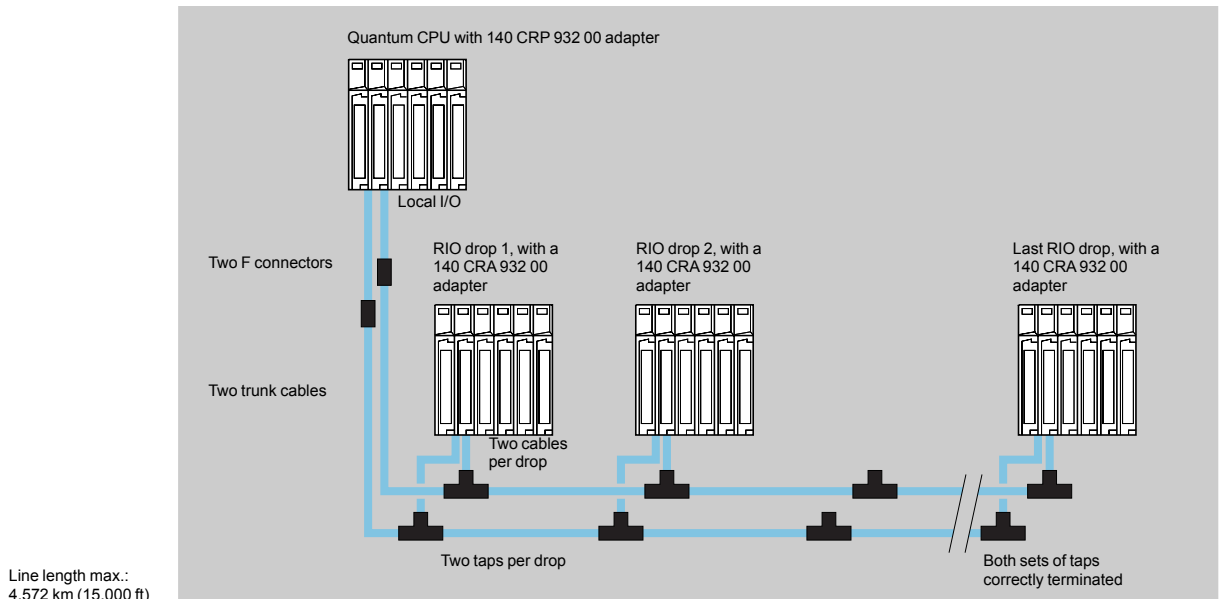 Quantum CPU with 140 CRP 932 00 adapter
Local I/O
Two F connectors
RIO drop 1, with a
140 CRA 932 00
adapter
RIO drop 2, with a
140 CRA 932 00
adapter
Last RIO drop, with a
140 CRA 932 00
adapter
Two trunk cables
Two cables
per drop
Two taps per drop
Both sets of taps
correctly terminated
Line length max.:
4.572 km (15,000 ft)